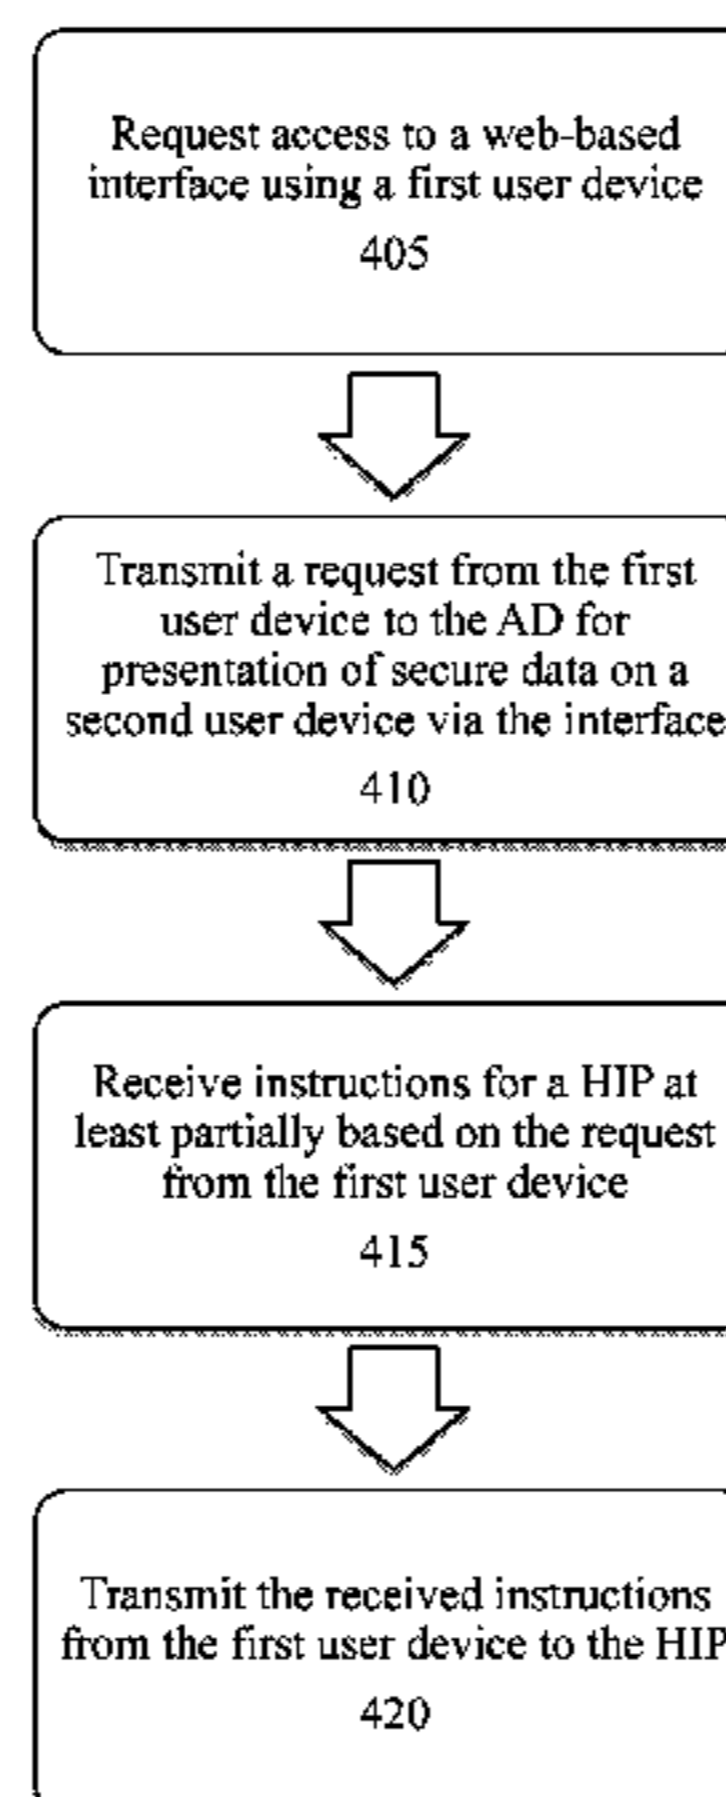 Request access to a web-based
interface using a first user device
405
Transmit a request from the first
user device to the AD for
presentation of secure data on a
second user device via the interface
410
Receive instructions for a HIP at
least partially based on the request
from the first user device
415
Transmit the received instructions
from the first user device to the HIP
420